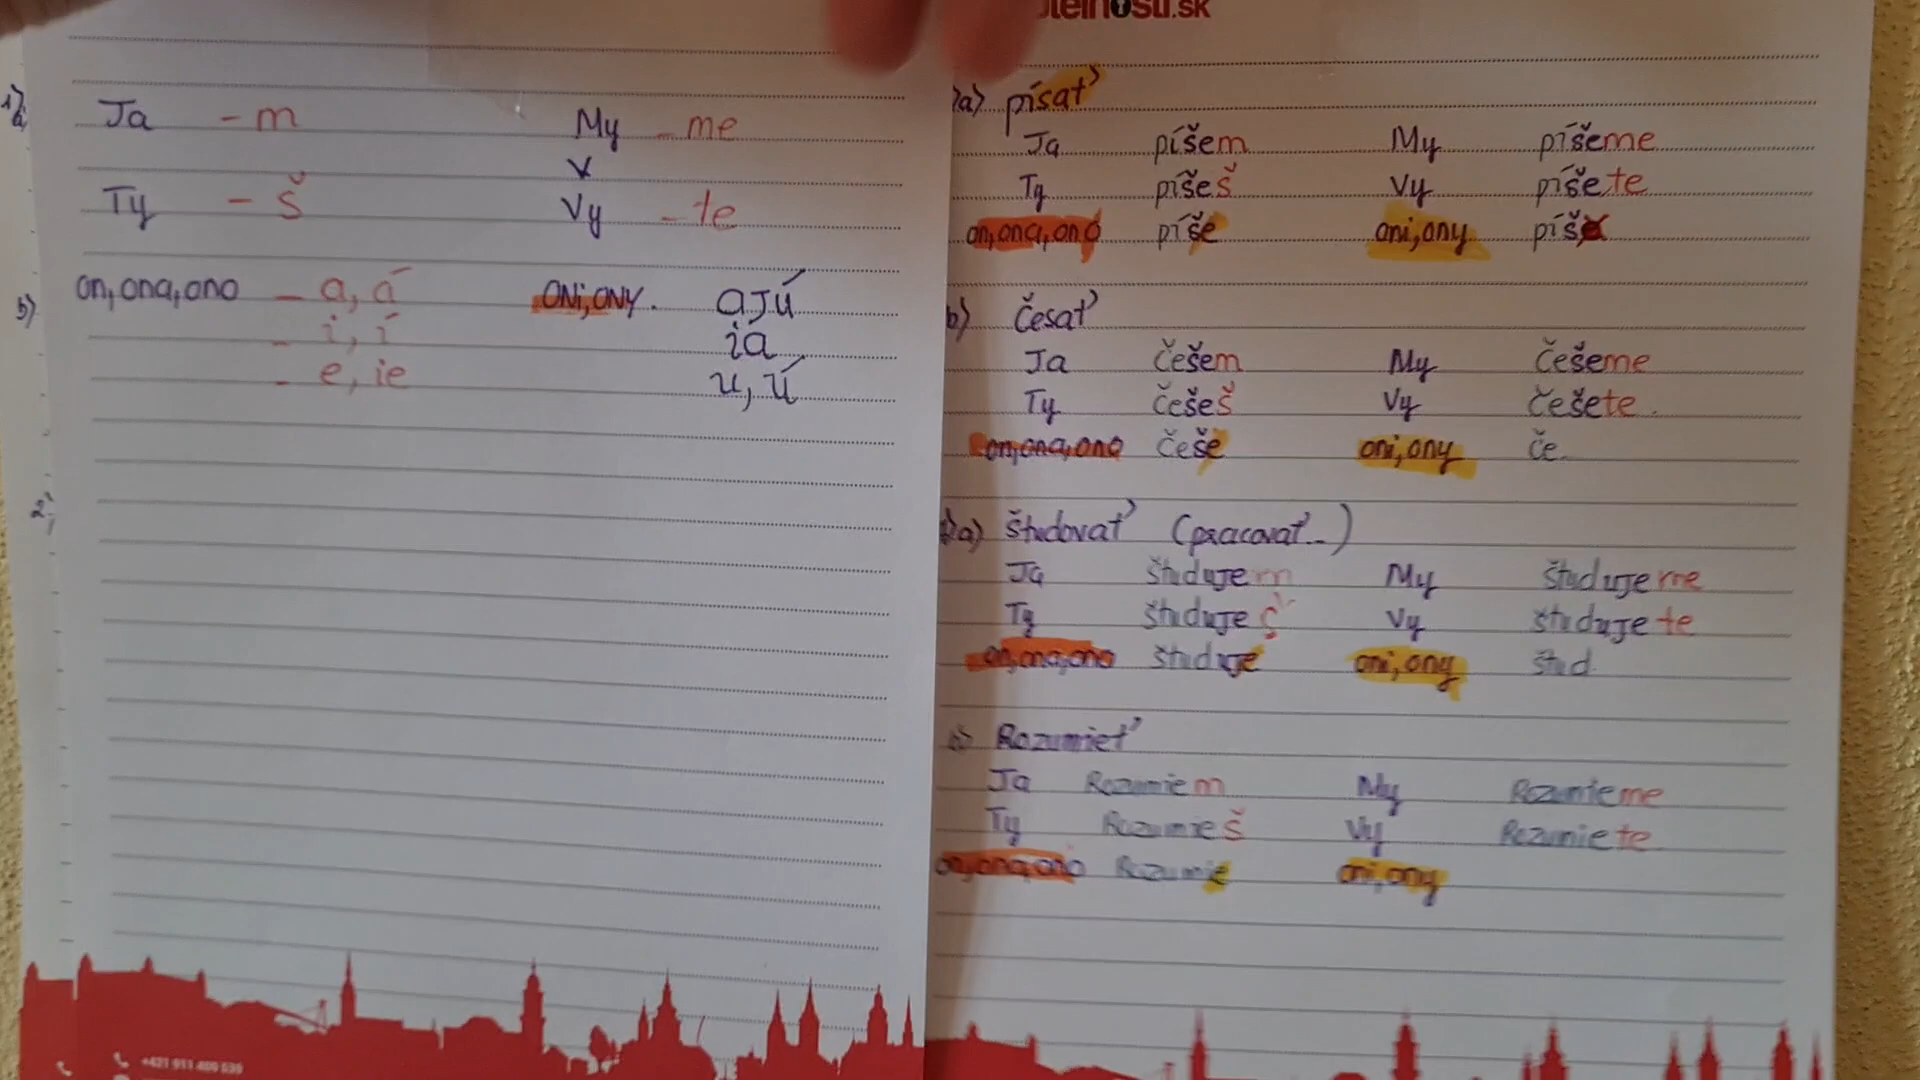 Ja - m My - me
Ty - š Vy - te
on, ona, ono - a, á oni, ony. ajú
- i, í ia
- e, ie u, ú
+421 911 400 030
a) písať
Ja píšem My píšeme
Ty píšeš Vy píšete
on, ona, ono píše oni, ony píš
b) Česať
Ja Češem My Češeme
Ty Češeš Vy Češete
on, ona, ono Češe oni, ony Če
a) študovať (pracovať...)
Ja študujem My študujeme
Ty študuješ Vy študujete
on, ona, ono študuje oni, ony štud
Rozumieť
Ja Rozumiem My Rozumieme
Ty Rozumieš Vy Rozumiete
on, ona, ono Rozumie oni, ony